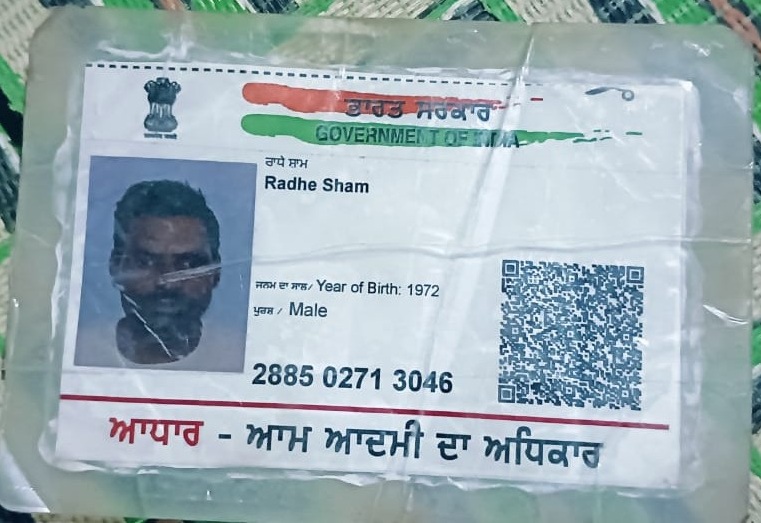 ਭਾਰਤ ਸਰਕਾਰ
GOVERNMENT OF INDIA
ਰਾਧੇ ਸ਼ਾਮ
Radhe Sham
ਜਨਮ ਦਾ ਸਾਲ/ Year of Birth: 1972
ਪੁਰਸ਼ / Male
2885 0271 3046
ਆਧਾਰ - ਆਮ ਆਦਮੀ ਦਾ ਅਧਿਕਾਰ